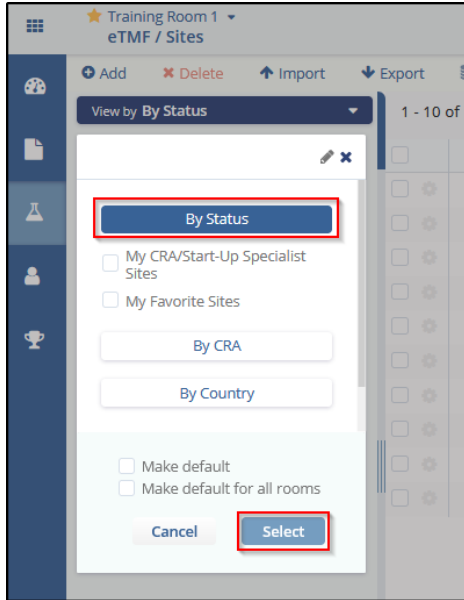 Training Room 1
eTMF / Sites
Add Delete Import Export
View by By Status
1 - 10 of
By Status
My CRA/Start-Up Specialist
Sites
My Favorite Sites
By CRA
By Country
Make default
Make default for all rooms
Cancel Select